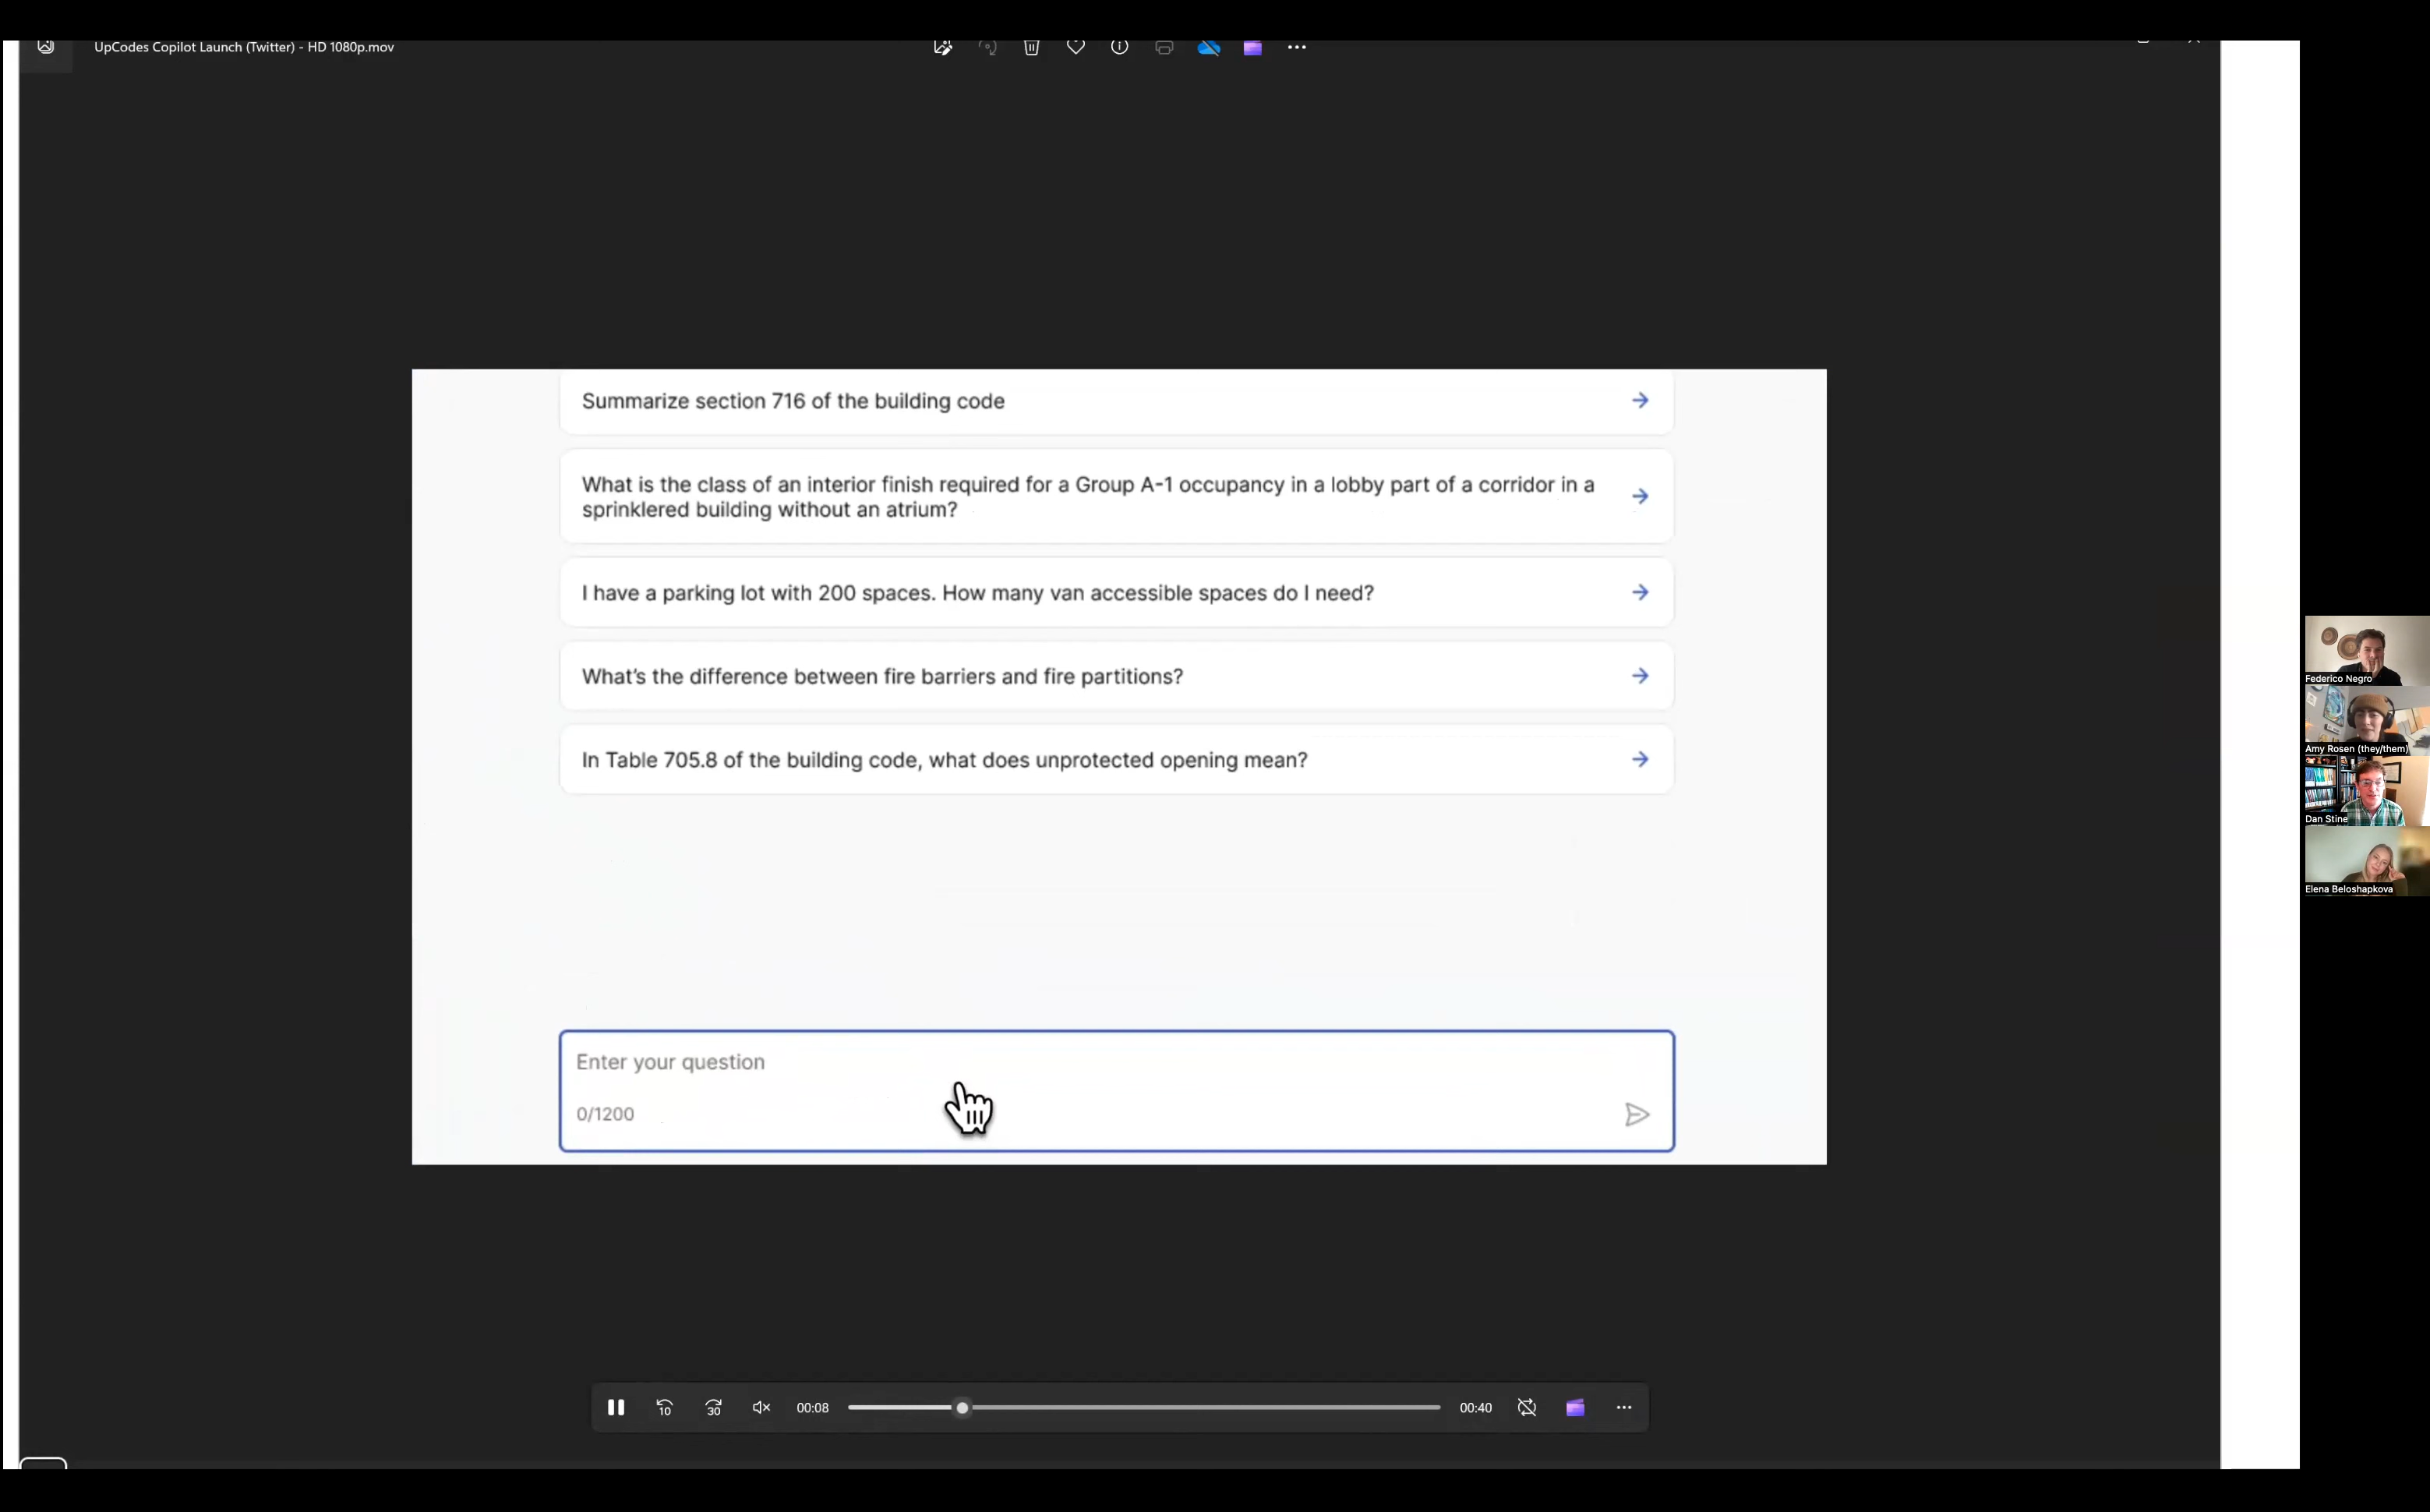 UpCodes Copilot Launch (Twitter) - HD 1080p.mov
Summarize section 716 of the building code
What is the class of an interior finish required for a Group A-1 occupancy in a lobby part of a corridor in a
sprinklered building without an atrium?
I have a parking lot with 200 spaces. How many van accessible spaces do I need?
What's the difference between fire barriers and fire partitions?
In Table 705.8 of the building code, what does unprotected opening mean?
Enter your question
0/1200
Federico Negro
Amy Rosen (they/them)
Dan Stine
Elena Beloshapkova
10
30
00:08
00:40